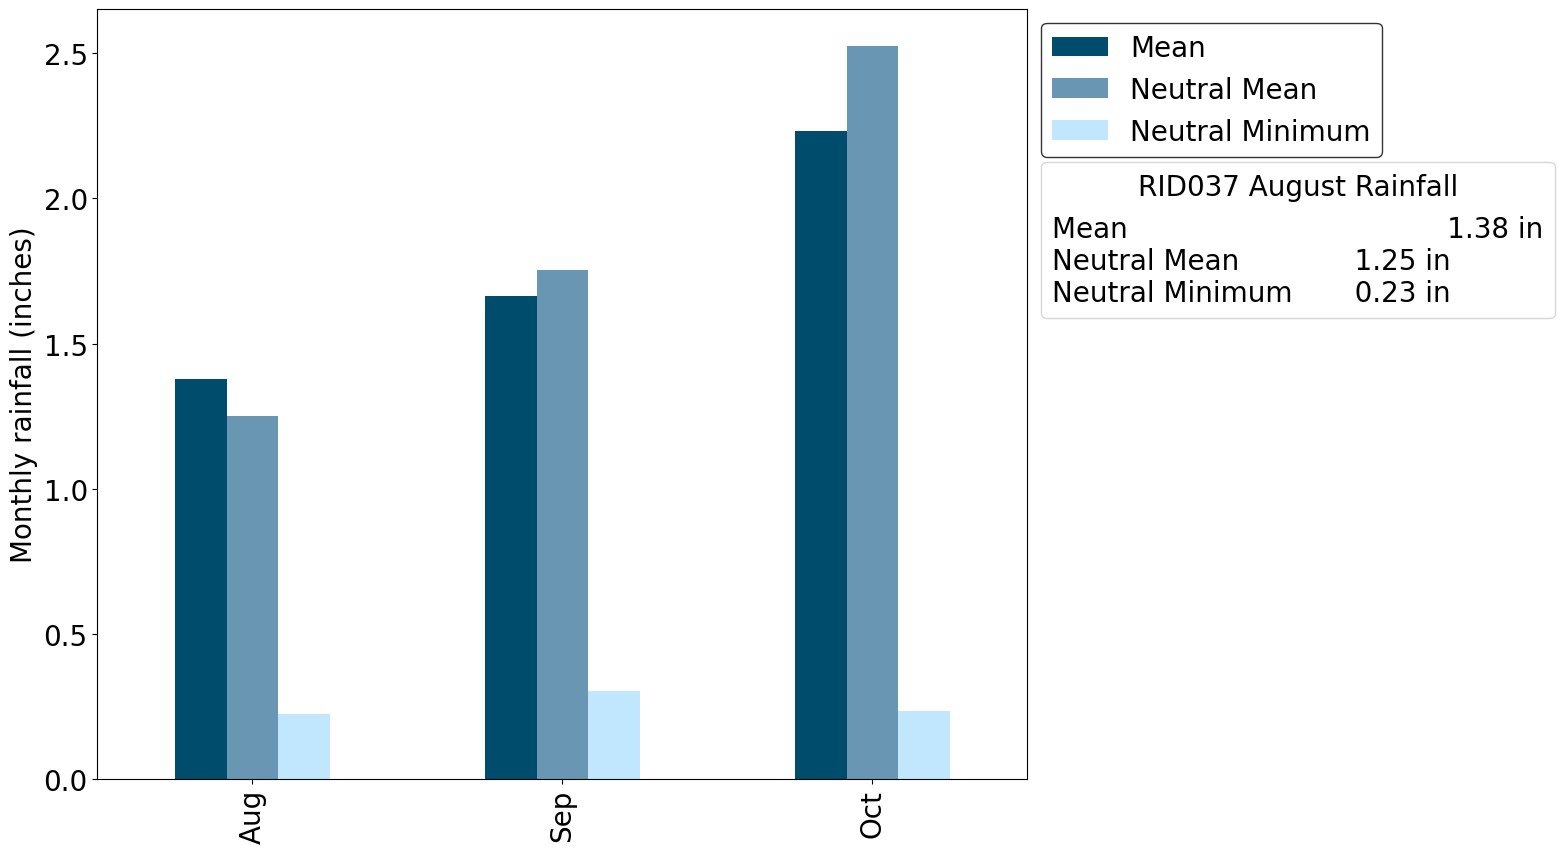 Monthly rainfall (inches)
2.5
2.0
1.5
1.0
0.5
0.0
Aug
Sep
Oct
Mean
Neutral Mean
Neutral Minimum
RID037 August Rainfall
Mean 1.38 in
Neutral Mean 1.25 in
Neutral Minimum 0.23 in